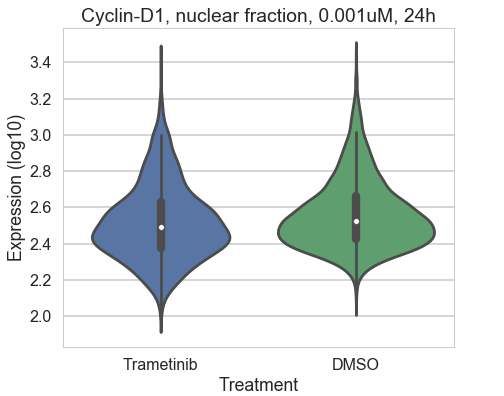 Cyclin-D1, nuclear fraction, 0.001uM, 24h
Expression (log10)
3.4
3.2
3.0
2.8
2.6
2.4
2.2
2.0
Trametinib
DMSO
Treatment